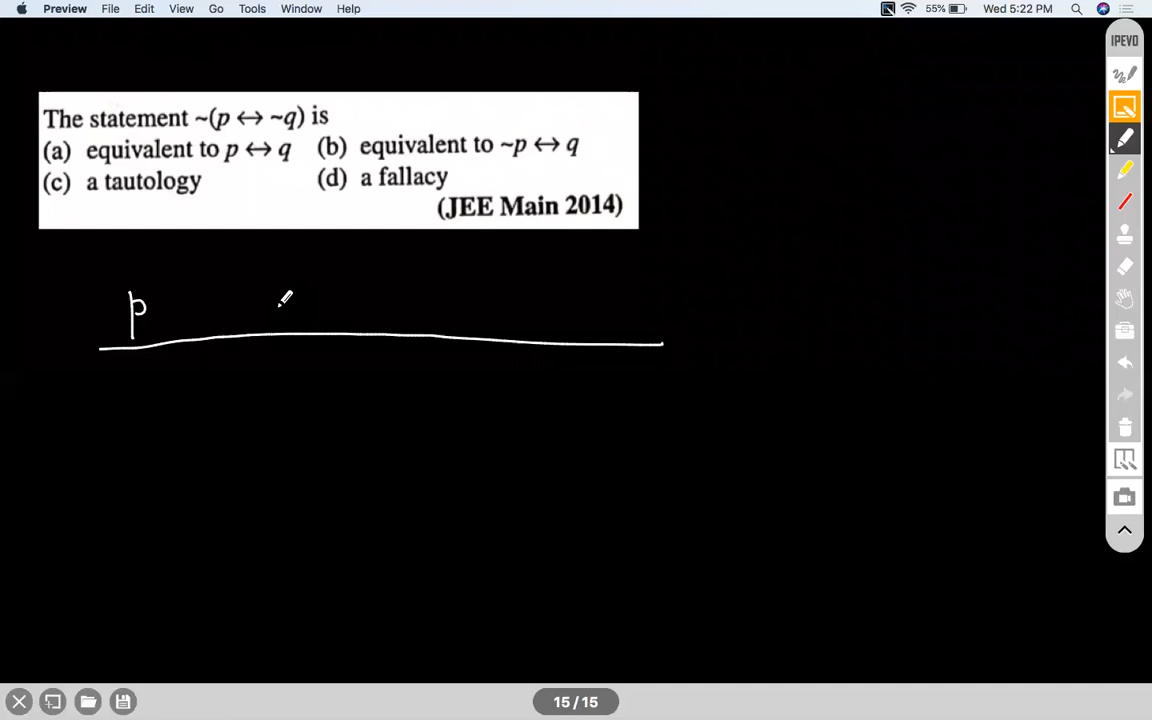 Preview File Edit View Go Tools Window Help 55% Wed 5:22 PM
IPEVO
The statement ~(p ↔ ~q) is
(a) equivalent to p ↔ q (b) equivalent to ~p ↔ q
(c) a tautology (d) a fallacy
(JEE Main 2014)
p
15 / 15